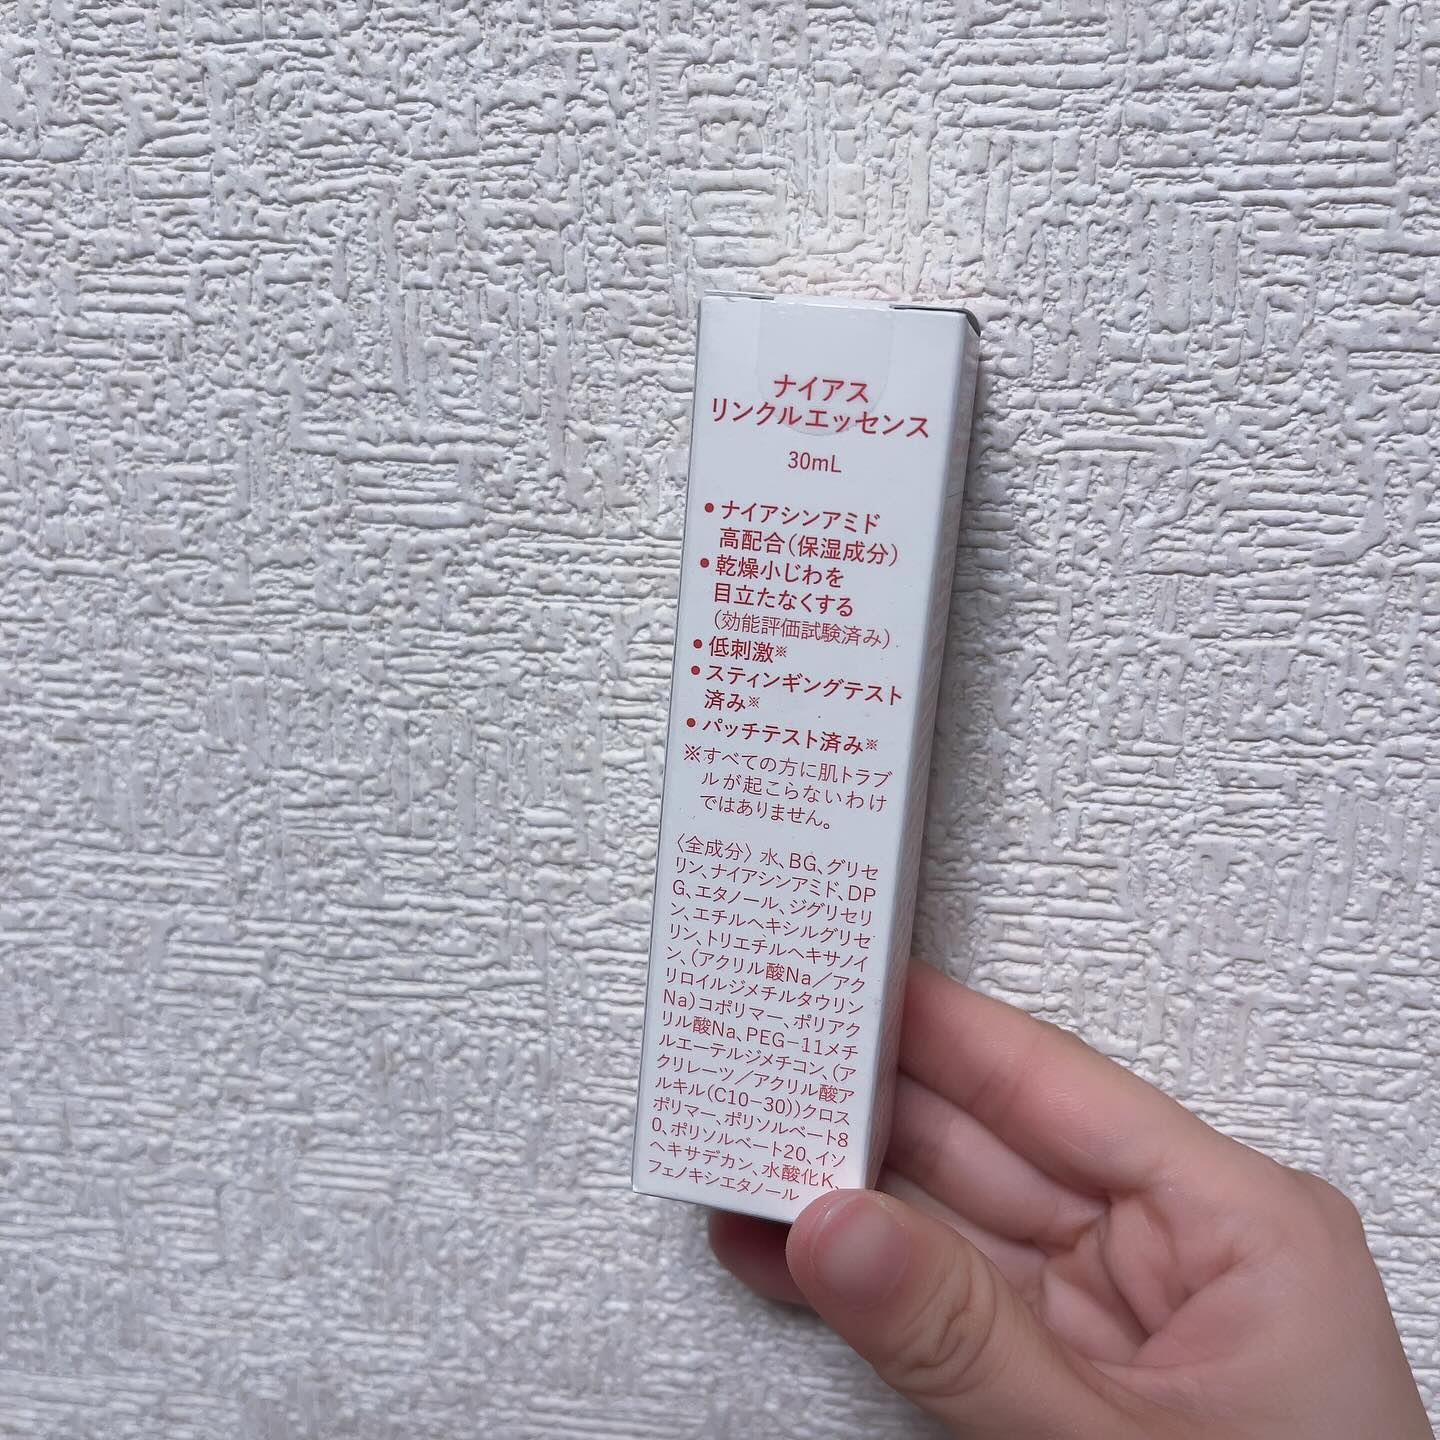 ナイアス
リンクルエッセンス
30mL
•ナイアシンアミド
高配合(保湿成分)
•乾燥小じわを
目立たなくする
(効能評価試験済み)
•低刺激※
•スティンギングテスト
済み※
•パッチテスト済み※
※すべての方に肌トラブ
ルが起こらないわけ
ではありません。
〈全成分〉水、BG、グリセ
リン、ナイアシンアミド、DP
G、エタノール、ジグリセリ
ン、エチルヘキシルグリセ
リン、トリエチルヘキサノイ
ン、(アクリル酸Na/アク
リロイルジメチルタウリン
Na)コポリマー、ポリアク
リル酸Na、PEG-11メチ
ルエーテルジメチコン、(ア
クリレーツ/アクリル酸ア
ルキル(C10-30))クロス
ポリマー、ポリソルベート8
0、ポリソルベート20、イソ
ヘキサデカン、水酸化K、
フェノキシエタノール